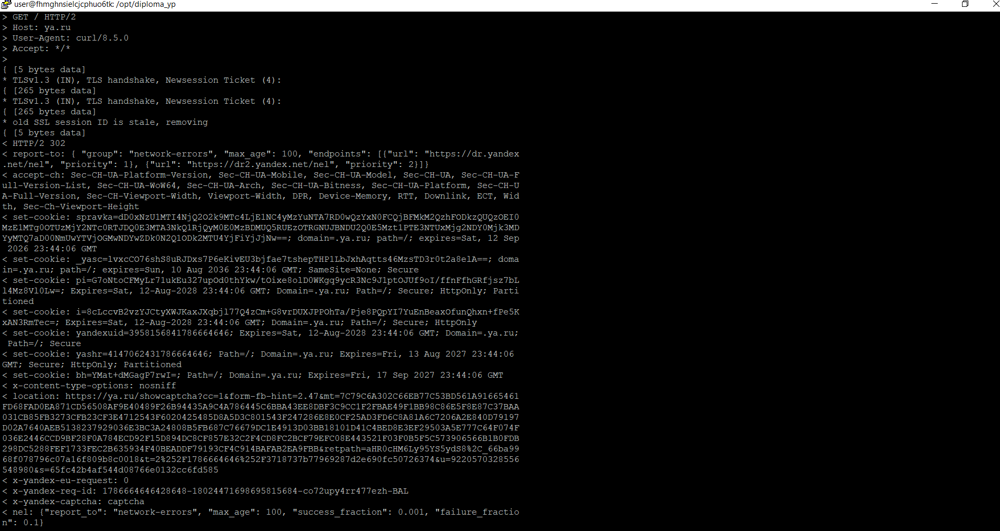 user@fhmghnsielcjcphuo6tk: /opt/diploma_yp
> GET / HTTP/2
> Host: ya.ru
> User-Agent: curl/8.5.0
> Accept: */*
>
{ [5 bytes data]
* TLSv1.3 (IN), TLS handshake, Newsession Ticket (4):
{ [265 bytes data]
* TLSv1.3 (IN), TLS handshake, Newsession Ticket (4):
{ [265 bytes data]
* old SSL session ID is stale, removing
{ [5 bytes data]
< HTTP/2 302
< report-to: { "group": "network-errors", "max_age": 100, "endpoints": [{"url": "https://dr.yandex
.net/nel", "priority": 1}, {"url": "https://dr2.yandex.net/nel", "priority": 2}]}
< accept-ch: Sec-CH-UA-Platform-Version, Sec-CH-UA-Mobile, Sec-CH-UA-Model, Sec-CH-UA, Sec-CH-UA-F
ull-Version-List, Sec-CH-UA-WoW64, Sec-CH-UA-Arch, Sec-CH-UA-Bitness, Sec-CH-UA-Platform, Sec-CH-U
A-Full-Version, Sec-CH-Viewport-Width, Viewport-Width, DPR, Device-Memory, RTT, Downlink, ECT, Wid
th, Sec-Ch-Viewport-Height
< set-cookie: spravka=dD0xNzU1MTI4NjQ2O2k9MTc4LjE1NC4yMzYuNTA7RD0wQzYxN0FCQjBFMkM2QzhFODkzQUQzOEI0
MzE1MTg0OTUzMjY2NTc0RTJDQ0E3MTA3NkQ1RjQyM0E0MzBDMUQ5RUEzOTRGNUJBNDU2Q0E5Mzt1PTE3NTUxMjg2NDY0Mjk3MD
YyMTQ7aD00NmUwYTVjOGMwNDYwZDk0N2Q1ODk2MTU4YjFiYjJjNw==; domain=.ya.ru; path=/; expires=Sat, 12 Sep
 2026 23:44:06 GMT
< set-cookie: _yasc=lvxcCO76shS8uRJDxs7P6eKivEU3bjfae7tshepTHP1LbJxhAqtts46MzsTD3r0t2a8elA==; doma
in=.ya.ru; path=/; expires=Sun, 10 Aug 2036 23:44:06 GMT; SameSite=None; Secure
< set-cookie: pi=G7oNtoCFMyLr71ukEu327upOd0thYkw/tOixe8olD0WKgq9ycR3Nc9J1ptOJUf9oI/ffnFfhGRfjsz7bL
l4Mz8Vl0Lw=; Expires=Sat, 12-Aug-2028 23:44:06 GMT; Domain=.ya.ru; Path=/; Secure; HttpOnly; Parti
tioned
< set-cookie: i=8cLccvB2vzYJCtyXWJKaxJXqbjl77Q4zCm+G8vrDUXJPPOhTa/Pje8PQpYI7YuEnBeaxOfunQhxn+fPe5K
xAN3RmTec=; Expires=Sat, 12-Aug-2028 23:44:06 GMT; Domain=.ya.ru; Path=/; Secure; HttpOnly
< set-cookie: yandexuid=3958156841786664646; Expires=Sat, 12-Aug-2028 23:44:06 GMT; Domain=.ya.ru;
 Path=/; Secure
< set-cookie: yashr=4147062431786664646; Path=/; Domain=.ya.ru; Expires=Fri, 13 Aug 2027 23:44:06
GMT; Secure; HttpOnly; Partitioned
< set-cookie: bh=YMat+dMGagP7rwI=; Path=/; Domain=.ya.ru; Expires=Fri, 17 Sep 2027 23:44:06 GMT
< x-content-type-options: nosniff
< location: https://ya.ru/showcaptcha?cc=1&form-fb-hint=2.47&mt=7C79C6A302C66EB77C53BD561A91665461
FD68FAD0EA871CD56508AF9E40489F26B94435A9C4A786445C6BBA43EE8DBF3C9CC1F2FBAE49F1BB98C86E5F8E87C37BAA
031CB85FB3273CFB23CF3E4712543F6020425485D8A5D3C801543F247286E8E0CF25AD3FD6C8A81A6C7206A2E840D79197
D02A7640AEB5138237929036E3BC3A24808B5FB687C76679DC1E4913D03BB18101D41C4BED8E3EF29503A5E777C64F074F
036E2446CCD9BF28F0A784ECD92F15D894DC8CF857E32C2F4CD8FC2BCF79EFC08E443521F03F0B5F5C573906566B1B0FDB
298DC5288FEF1733FEC2B635934F40BEADDF79193CF4C914BAFAB2EA9FBB&retpath=aHR0cHM6Ly95YS5ydS8%2C_66ba99
68f078796c07a16f809b8c0018&t=2%252F1786664646%252F3718737b77969287d2e690fc50726374&u=9220570328556
548980&s=65fc42b4af544d08766e0132cc6fd585
< x-yandex-eu-request: 0
< x-yandex-req-id: 1786664646428648-18024471698695815684-co72upy4rr477ezh-BAL
< x-yandex-captcha: captcha
< nel: {"report_to": "network-errors", "max_age": 100, "success_fraction": 0.001, "failure_fractio
n": 0.1}